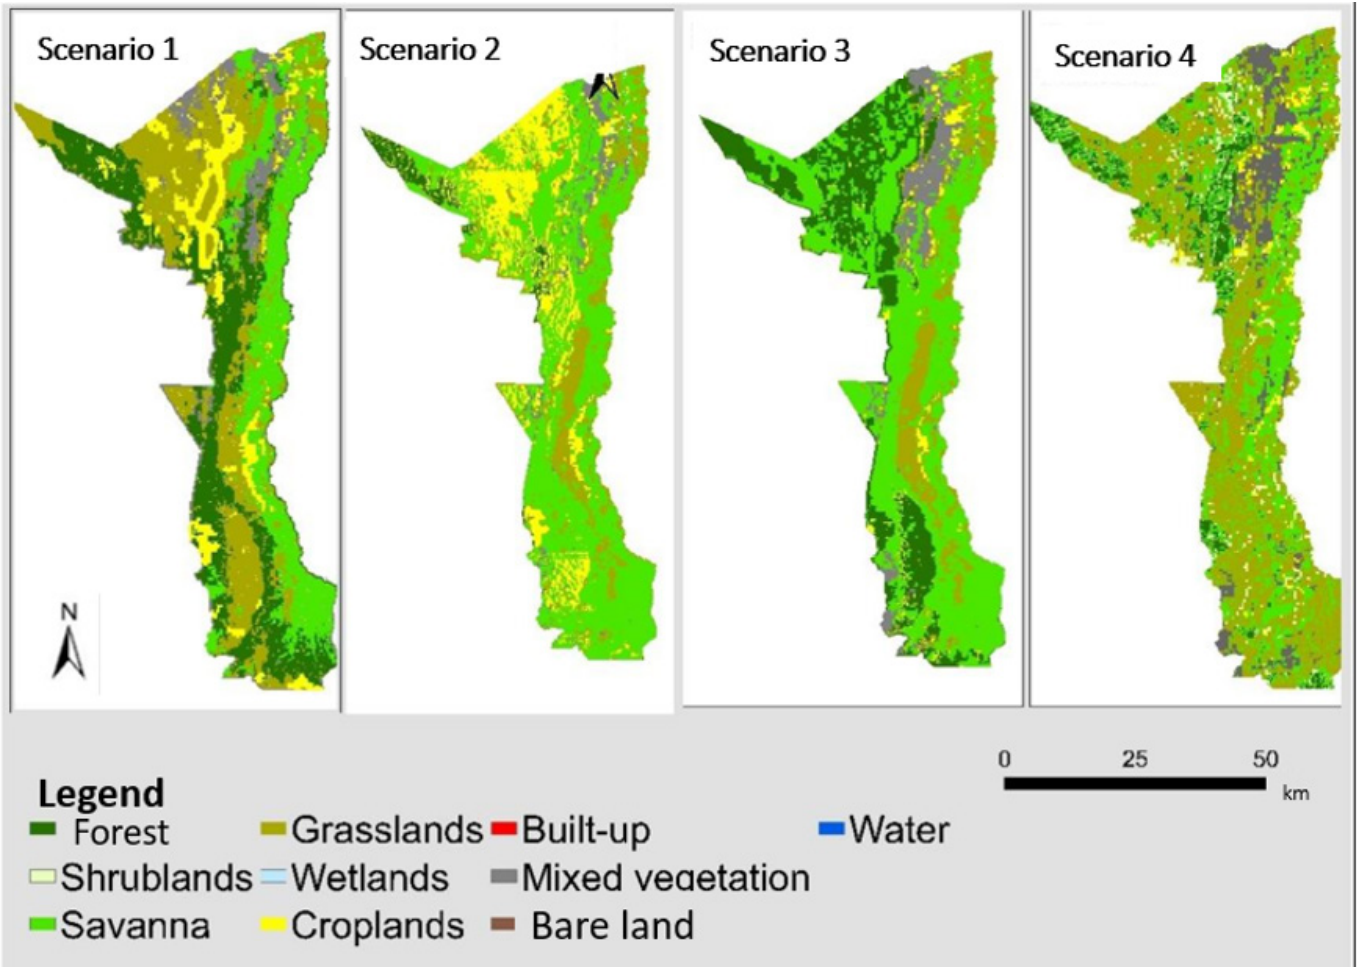 Scenario 1
Scenario 2
Scenario 3
Scenario 4
N
0 25 50
km
Legend
Forest Grasslands Built-up Water
Shrublands Wetlands Mixed vegetation
Savanna Croplands Bare land